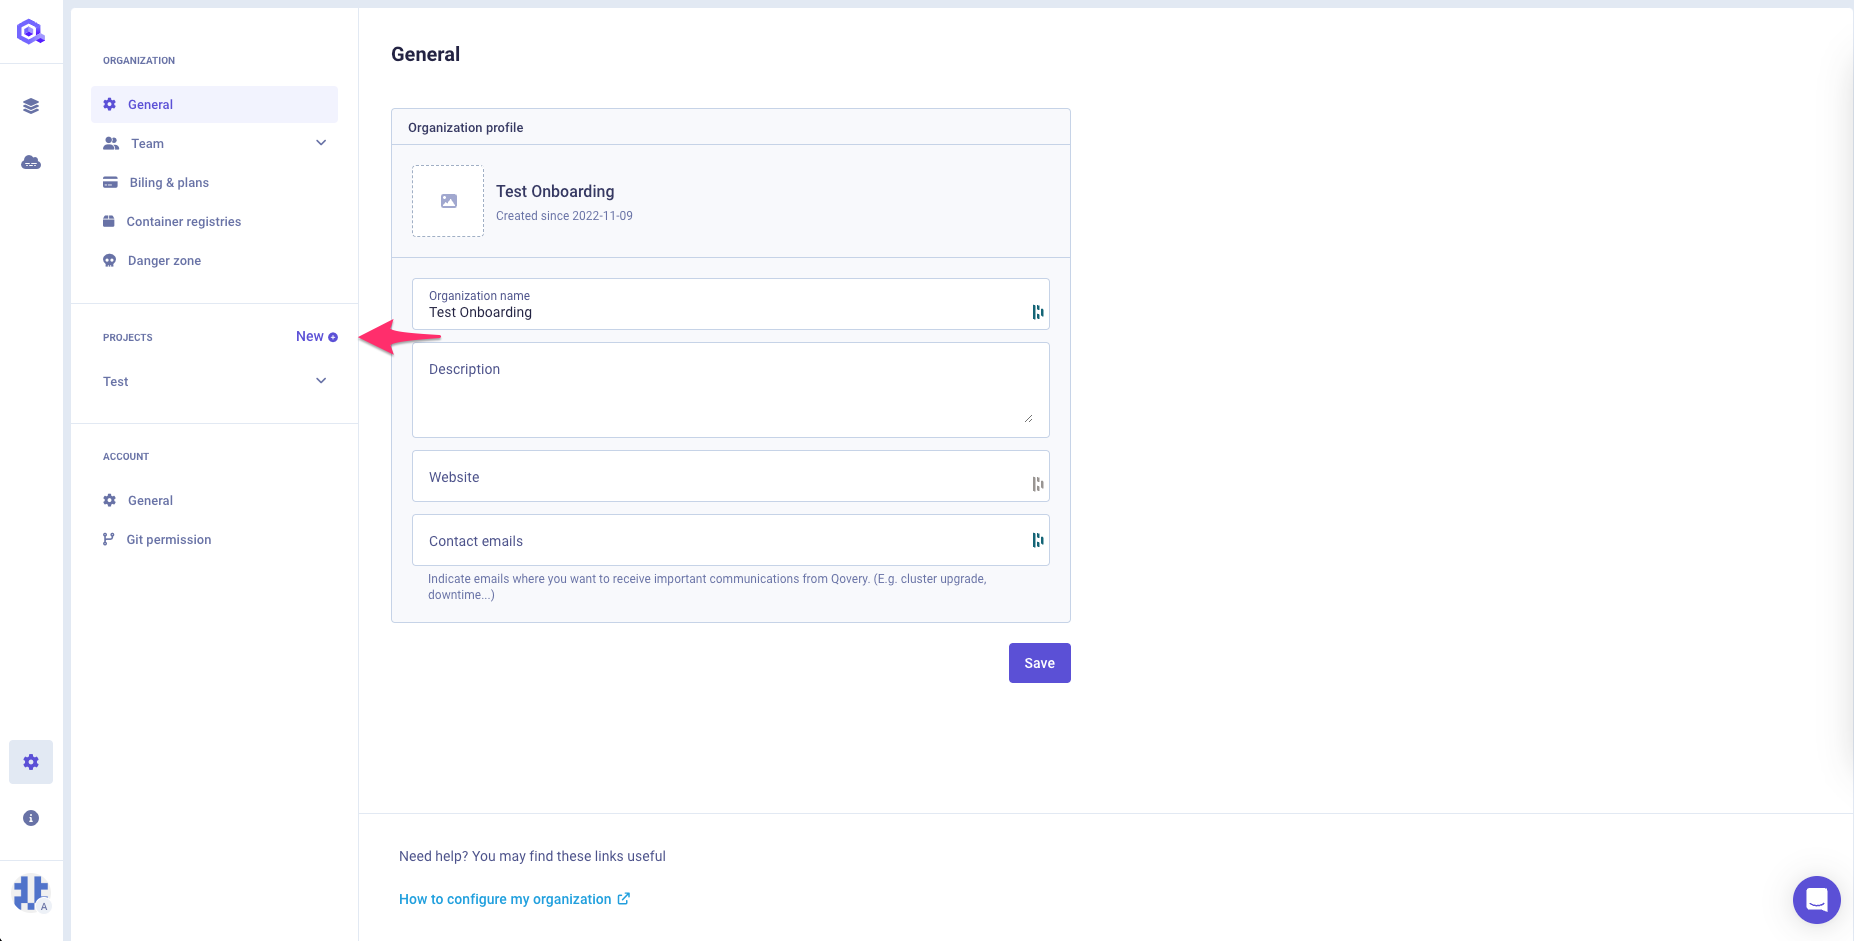 ORGANIZATION
General
Team
Biling & plans
Container registries
Danger zone
PROJECTS
New
Test
ACCOUNT
General
Git permission
A
General
Organization profile
Test Onboarding
Created since 2022-11-09
Organization name
Test Onboarding
Description
Website
Contact emails
Indicate emails where you want to receive important communications from Qovery. (E.g. cluster upgrade,
downtime...)
Save
Need help? You may find these links useful
How to configure my organization